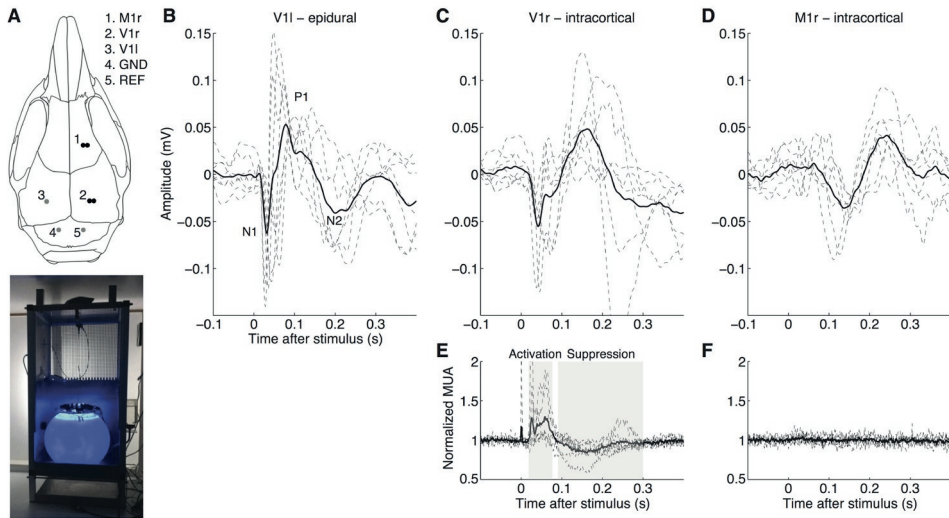 A
1. M1r
2. V1r
3. V1l
4. GND
5. REF
1
3
2
4
5
B
V1l – epidural
Amplitude (mV)
0.15
0.1
0.05
0
−0.05
−0.1
P1
N1
N2
−0.1 0 0.1 0.2 0.3
Time after stimulus (s)
C
V1r – intracortical
0.15
0.1
0.05
0
−0.05
−0.1
−0.1 0 0.1 0.2 0.3
D
M1r – intracortical
0.15
0.1
0.05
0
−0.05
−0.1
−0.1 0 0.1 0.2 0.3
E
Activation Suppression
Normalized MUA
2
1.5
1
0.5
0 0.1 0.2 0.3
Time after stimulus (s)
F
2
1.5
1
0.5
0 0.1 0.2 0.3
Time after stimulus (s)